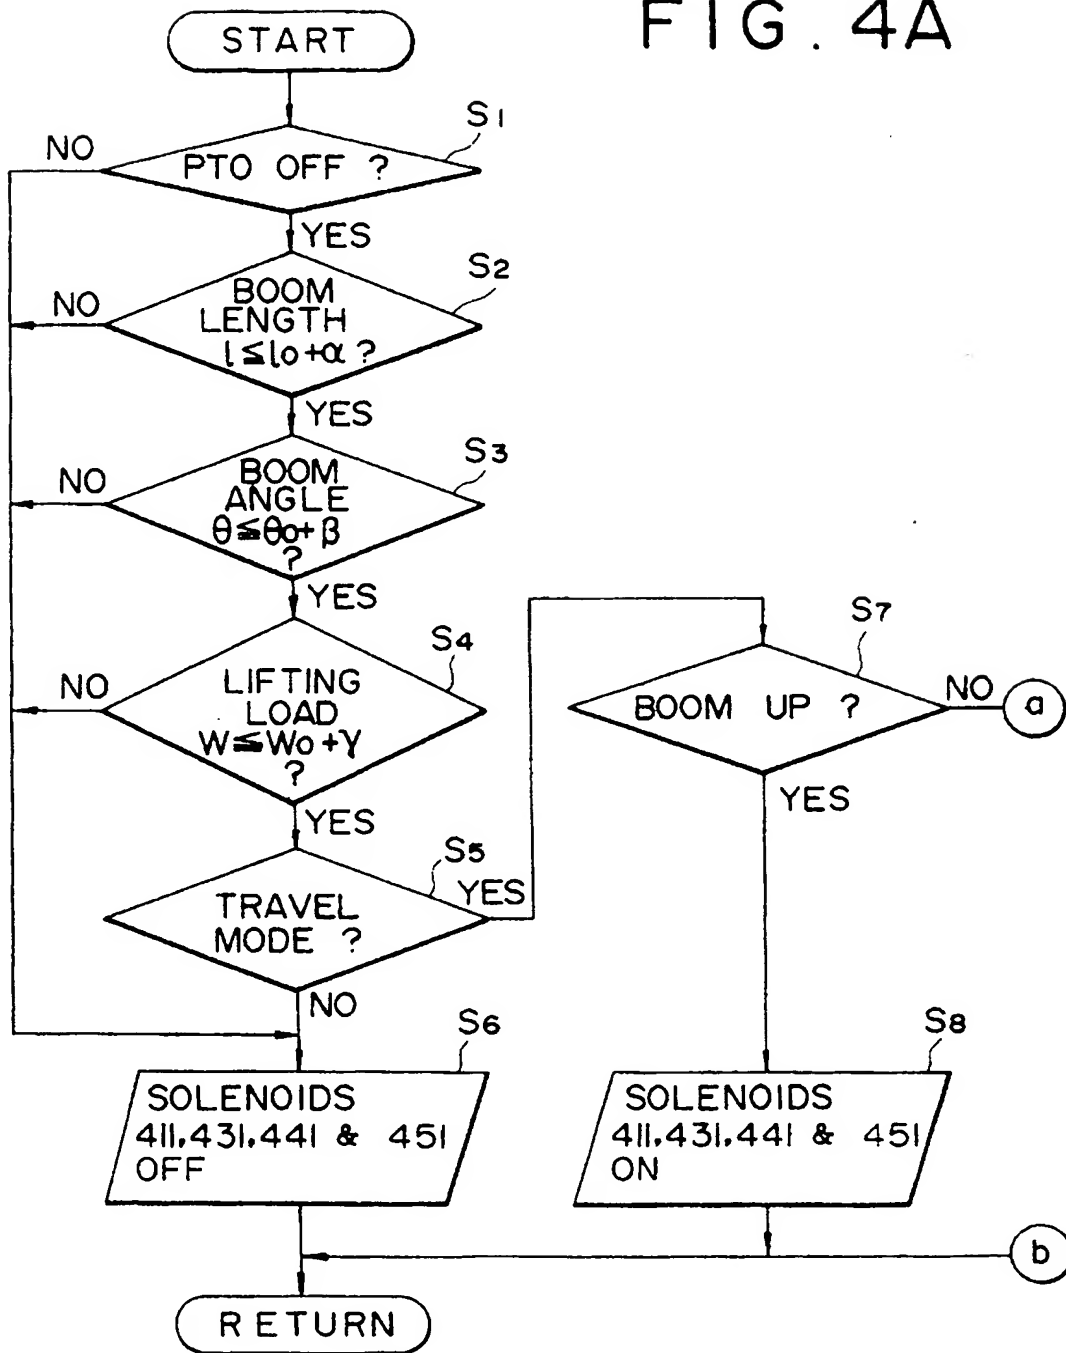 FIG. 4A
START
S1
NO
PTO OFF ?
YES
S2
NO
BOOM
LENGTH
l≦lo+α ?
YES
S3
NO
BOOM
ANGLE
θ≦θo+β
?
YES
S4
NO
LIFTING
LOAD
W≦Wo+γ
?
YES
S5
YES
TRAVEL
MODE ?
NO
S7
BOOM UP ?
NO
a
YES
S6
SOLENOIDS
411.431.441 & 451
OFF
S8
SOLENOIDS
411.431.441 & 451
ON
b
RETURN